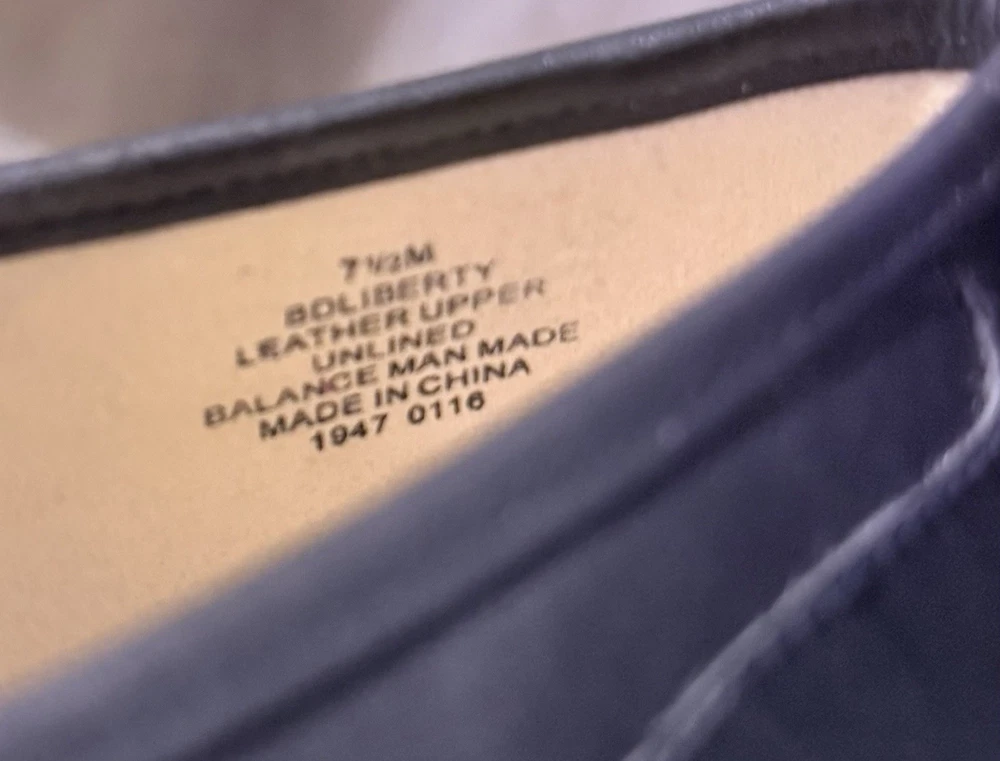 7½M
BOLIBERTY
LEATHER UPPER
UNLINED
BALANCE MAN MADE
MADE IN CHINA
1947 0116